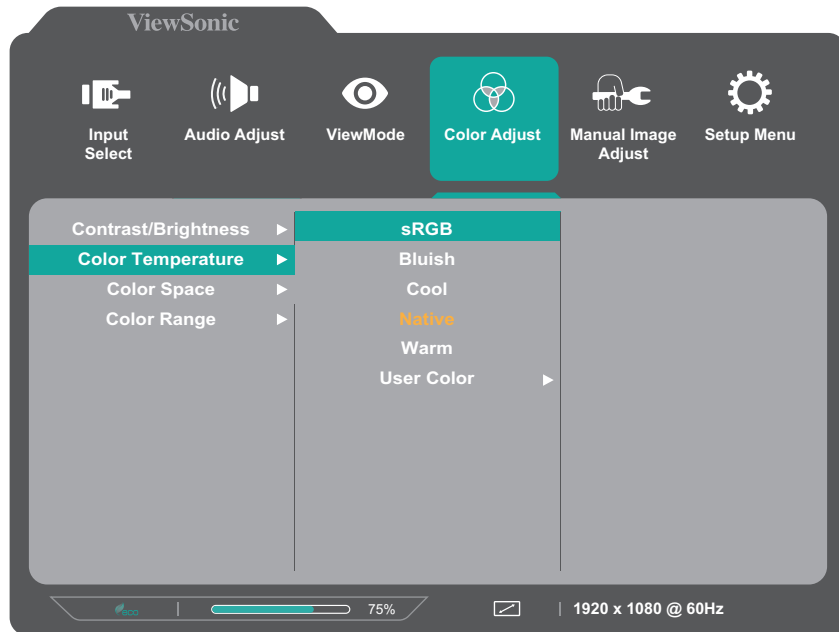 ViewSonic
Input
Select
Audio Adjust
ViewMode
Color Adjust
Manual Image
Adjust
Setup Menu
Contrast/Brightness
Color Temperature
Color Space
Color Range
sRGB
Bluish
Cool
Native
Warm
User Color
eco
75%
1920 x 1080 @ 60Hz